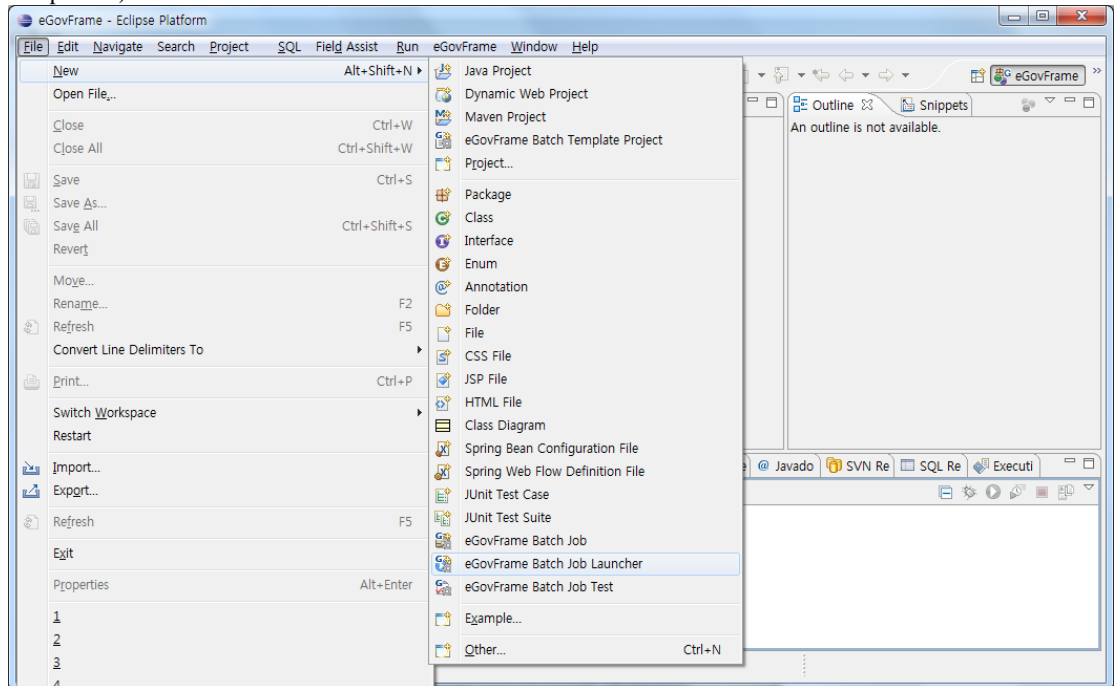 eGovFrame - Eclipse Platform
File Edit Navigate Search Project SQL Field Assist Run eGovFrame Window Help
New Alt+Shift+N
Open File...
Close Ctrl+W
Close All Ctrl+Shift+W
Save Ctrl+S
Save As...
Save All Ctrl+Shift+S
Revert
Move...
Rename... F2
Refresh F5
Convert Line Delimiters To
Print... Ctrl+P
Switch Workspace
Restart
Import...
Export...
Refresh F5
Exit
Properties Alt+Enter
1
2
3
Java Project
Dynamic Web Project
Maven Project
eGovFrame Batch Template Project
Project...
Package
Class
Interface
Enum
Annotation
Folder
File
CSS File
JSP File
HTML File
Class Diagram
Spring Bean Configuration File
Spring Web Flow Definition File
JUnit Test Case
JUnit Test Suite
eGovFrame Batch Job
eGovFrame Batch Job Launcher
eGovFrame Batch Job Test
Example...
Other... Ctrl+N
eGovFrame
Outline Snippets
An outline is not available.
@ Javado SVN Re SQL Re Executi